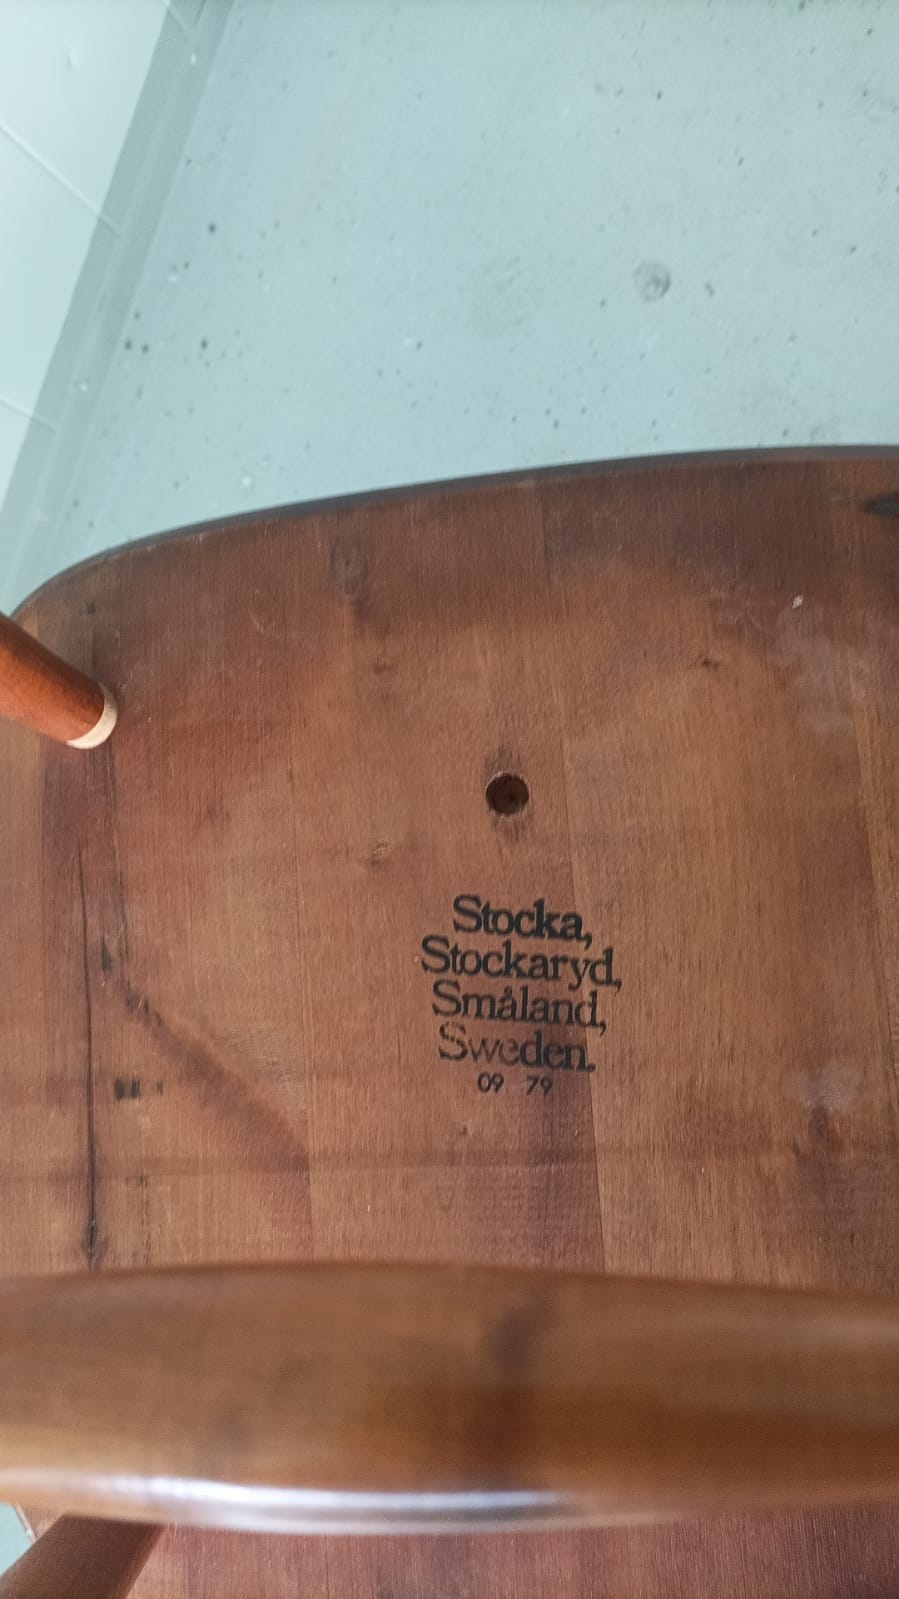 Stocka,
Stockaryd,
Småland,
Sweden.
09 79